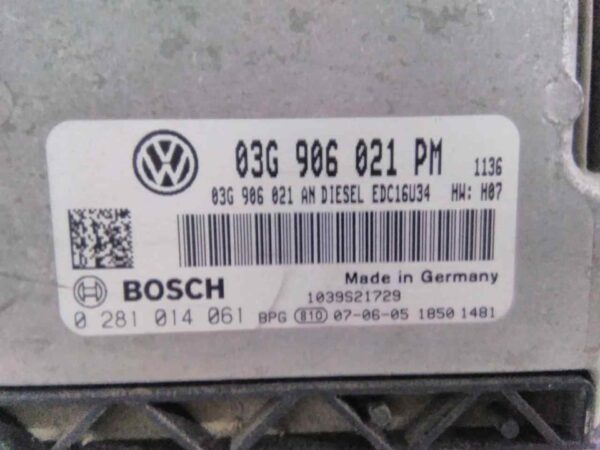 03G 906 021 PM 1136
03G 906 021 AN DIESEL EDC16U34 HW: H07
Made in Germany
BOSCH 1039S21729
0 281 014 061 BPG 810 07-06-05 1850 1481